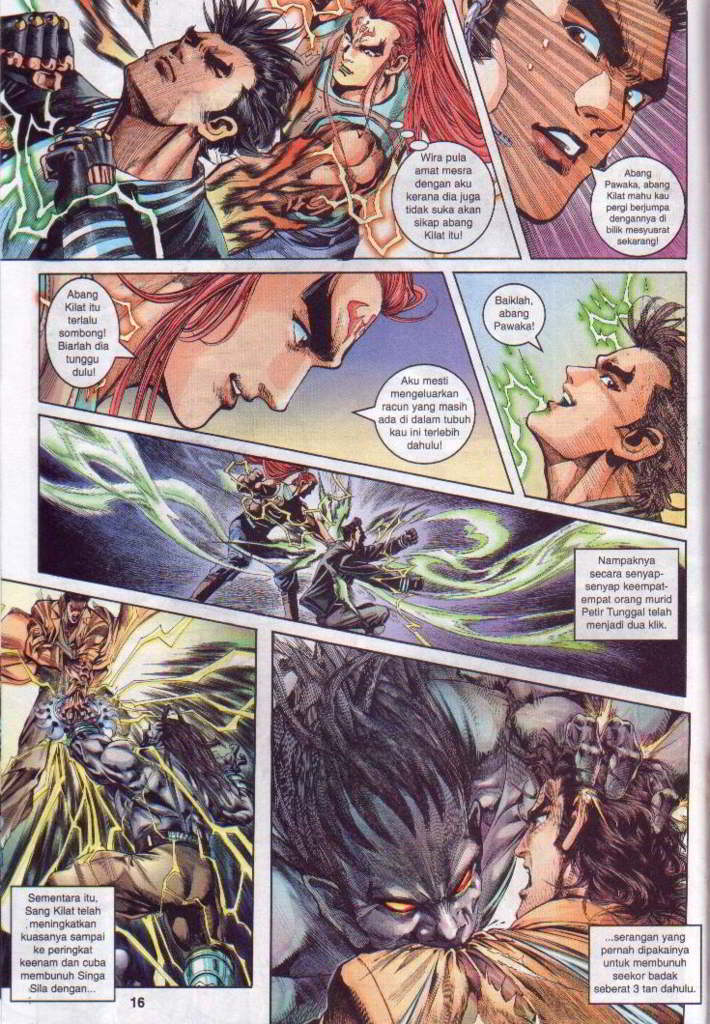 Wira pula
amat mesra
dengan aku
kerana dia juga
tidak suka akan
sikap abang
Kilat itu!
Abang
Pawaka, abang
Kilat mahu kau
pergi berjumpa
dengannya di
bilik mesyuarat
sekarang!
Abang
Kilat itu
terlalu
sombong!
Biarlah dia
tunggu
dulu!
Aku mesti
mengeluarkan
racun yang masih
ada di dalam tubuh
kau ini terlebih
dahulu!
Baiklah,
abang
Pawaka!
Nampaknya
secara senyap-
senyap keempat-
empat orang murid
Petir Tunggal telah
menjadi dua klik.
Sementara itu,
Sang Kilat telah
meningkatkan
kuasanya sampai
ke peringkat
keenam dan cuba
membunuh Singa
Sila dengan...
...serangan yang
pernah dipakainya
untuk membunuh
seekor badak
seberat 3 tan dahulu.
16